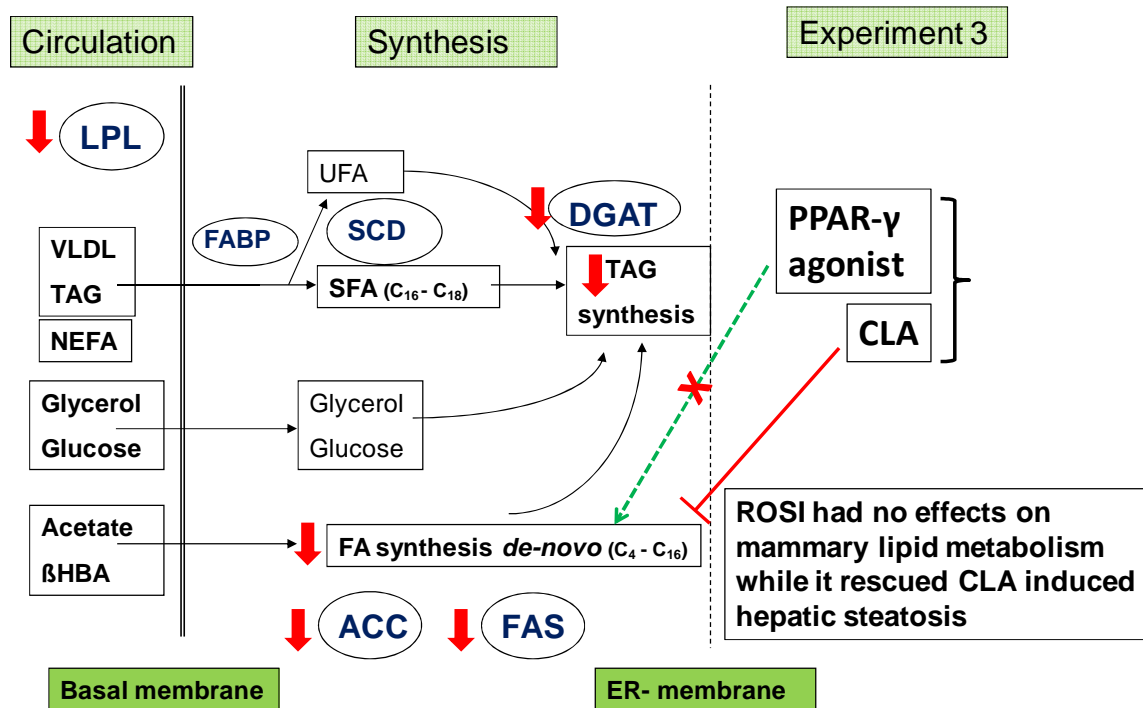 Circulation
Synthesis
Experiment 3
LPL
UFA
FABP
SCD
DGAT
VLDL
TAG
NEFA
SFA (C16 - C18)
TAG
synthesis
PPAR-γ
agonist
CLA
Glycerol
Glucose
Glycerol
Glucose
Acetate
ßHBA
FA synthesis de-novo (C4 - C16)
ROSI had no effects on
mammary lipid metabolism
while it rescued CLA induced
hepatic steatosis
ACC
FAS
Basal membrane
ER- membrane